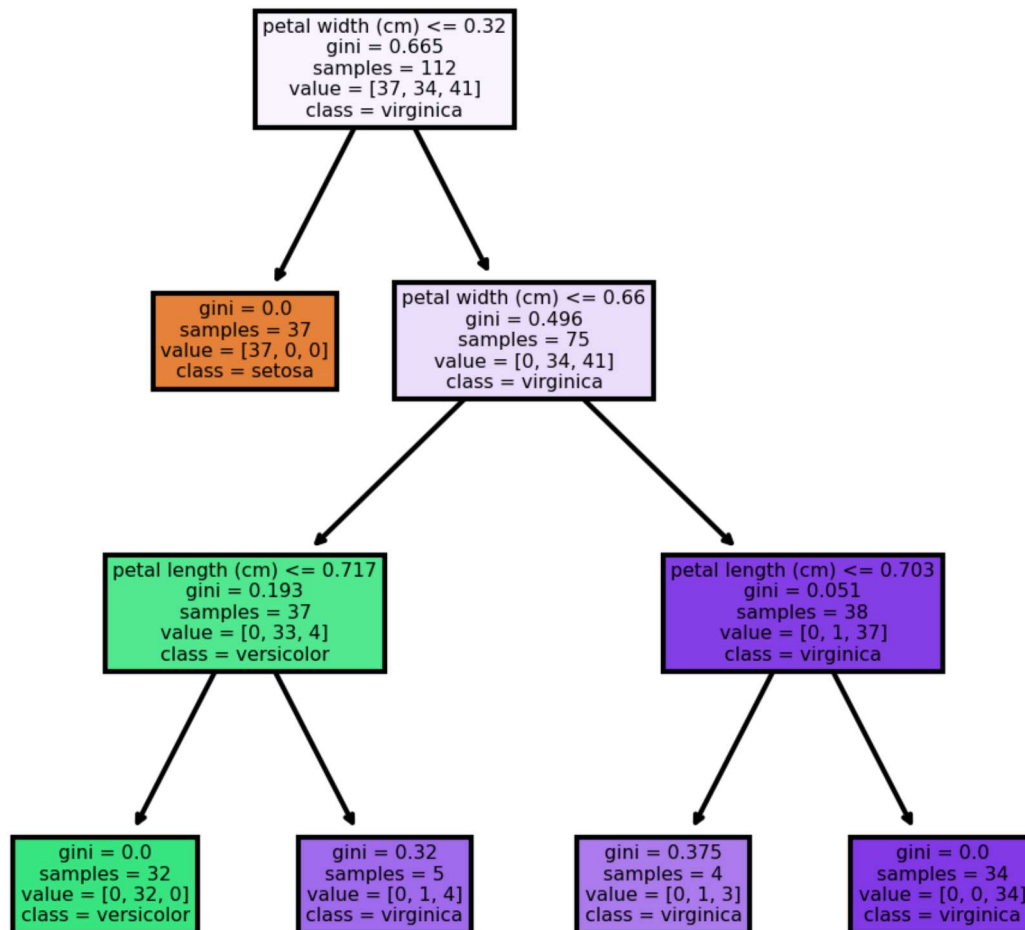 petal width (cm) <= 0.32
gini = 0.665
samples = 112
value = [37, 34, 41]
class = virginica
gini = 0.0
samples = 37
value = [37, 0, 0]
class = setosa
petal width (cm) <= 0.66
gini = 0.496
samples = 75
value = [0, 34, 41]
class = virginica
petal length (cm) <= 0.717
gini = 0.193
samples = 37
value = [0, 33, 4]
class = versicolor
petal length (cm) <= 0.703
gini = 0.051
samples = 38
value = [0, 1, 37]
class = virginica
gini = 0.0
samples = 32
value = [0, 32, 0]
class = versicolor
gini = 0.32
samples = 5
value = [0, 1, 4]
class = virginica
gini = 0.375
samples = 4
value = [0, 1, 3]
class = virginica
gini = 0.0
samples = 34
value = [0, 0, 34]
class = virginica